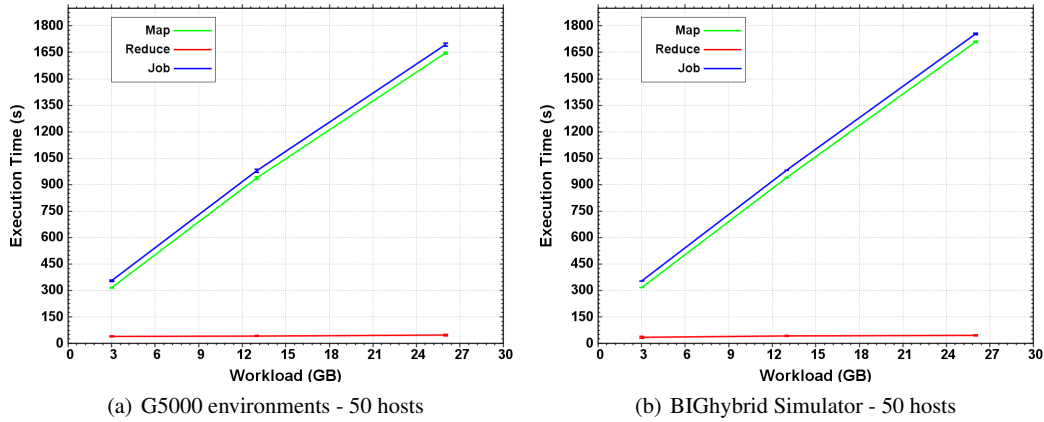 1800
1650
1500
1350
1200
1050
900
750
600
450
300
150
0
Execution Time (s)
Map
Reduce
Job
0 3 6 9 12 15 18 21 24 27 30
Workload (GB)
(a) G5000 environments - 50 hosts
1800
1650
1500
1350
1200
1050
900
750
600
450
300
150
0
Execution Time (s)
Map
Reduce
Job
0 3 6 9 12 15 18 21 24 27 30
Workload (GB)
(b) BIGhybrid Simulator - 50 hosts